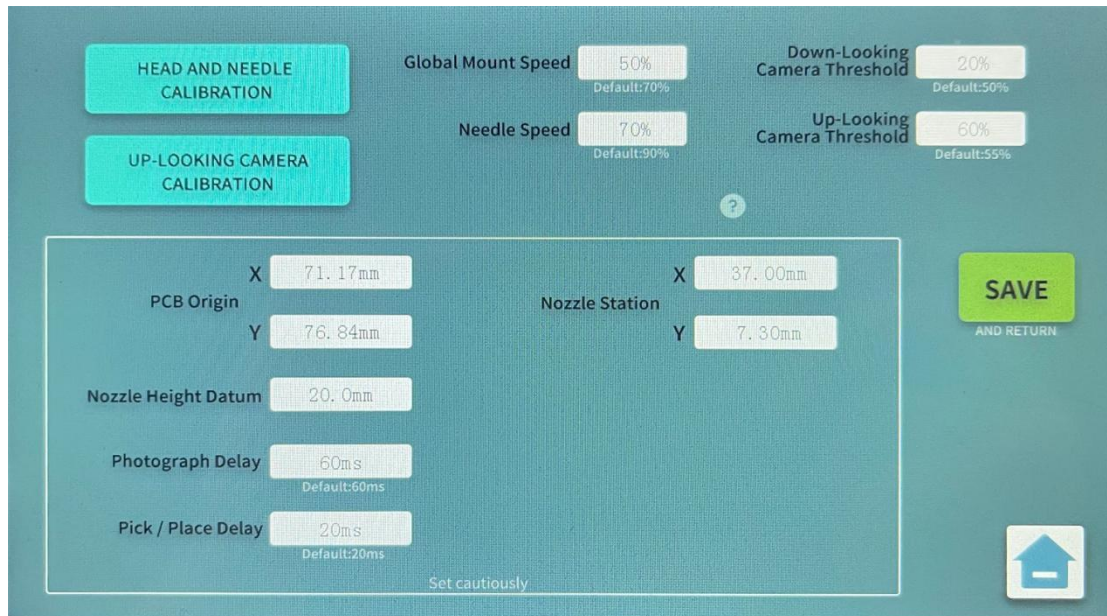 HEAD AND NEEDLE
CALIBRATION
UP-LOOKING CAMERA
CALIBRATION
Global Mount Speed 50%
Default:70%
Needle Speed 70%
Default:90%
Down-Looking
Camera Threshold 20%
Default:50%
Up-Looking
Camera Threshold 60%
Default:55%
?
PCB Origin
X 71.17mm
Y 76.84mm
Nozzle Station
X 37.00mm
Y 7.30mm
Nozzle Height Datum 20.0mm
Photograph Delay 60ms
Default:60ms
Pick / Place Delay 20ms
Default:20ms
Set cautiously
SAVE
AND RETURN